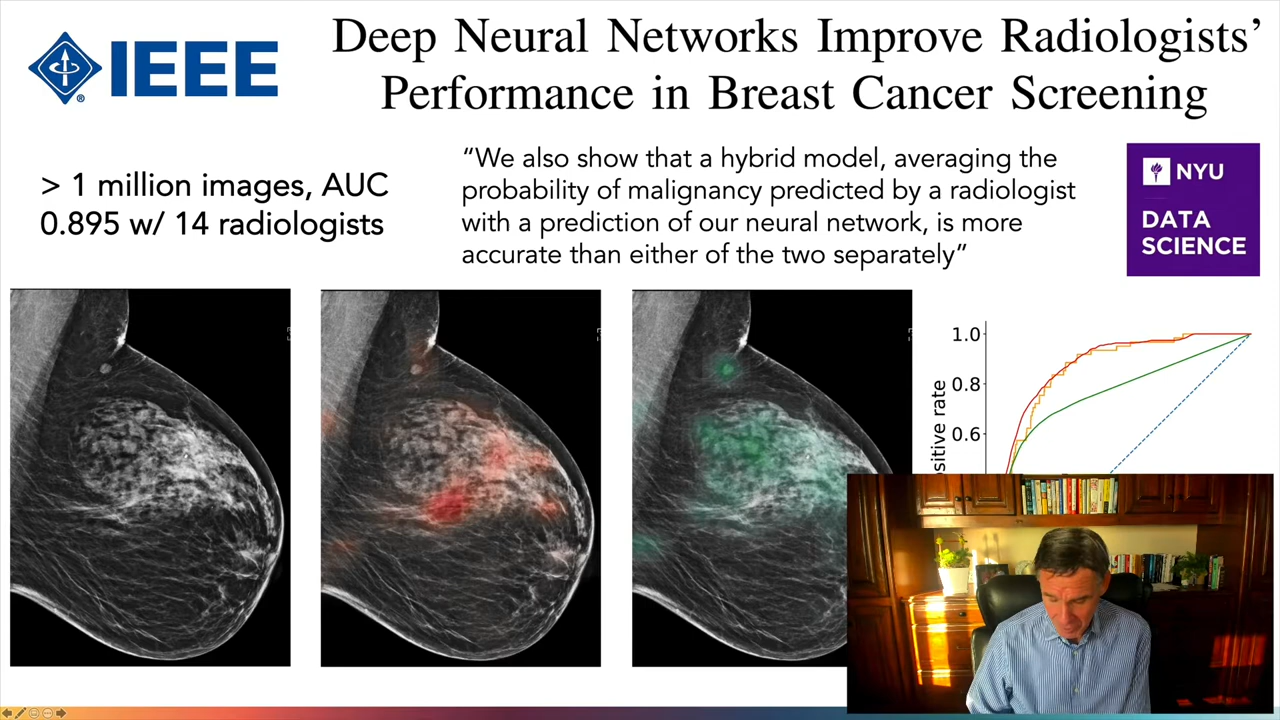 IEEE
®
Deep Neural Networks Improve Radiologists’
Performance in Breast Cancer Screening
> 1 million images, AUC
0.895 w/ 14 radiologists
“We also show that a hybrid model, averaging the
probability of malignancy predicted by a radiologist
with a prediction of our neural network, is more
accurate than either of the two separately”
NYU
DATA
SCIENCE
1.0
0.8
0.6
sitive rate